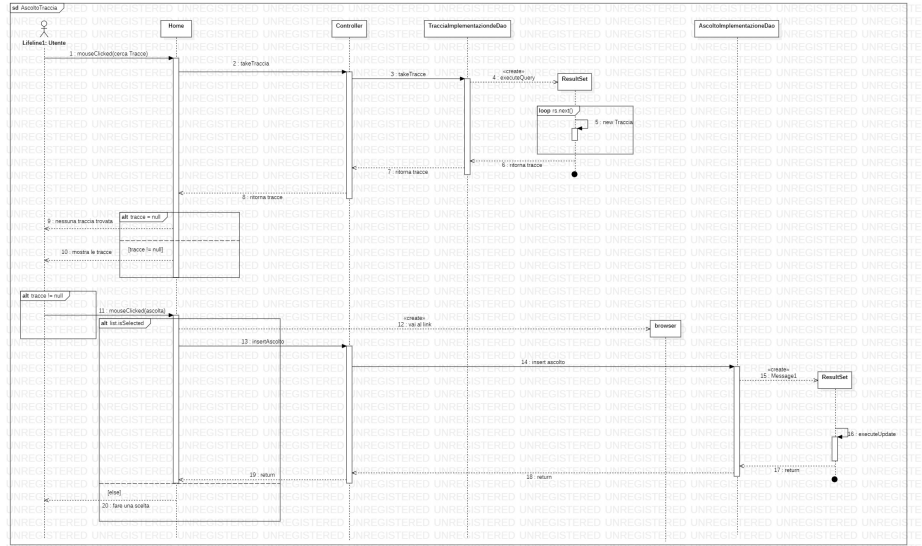 sd AscoltoTraccia
Lifeline1: Utente
Home
Controller
TracciaImplementaziondeDao
AscoltoImplementazioneDao
1 : mouseClicked(cerca Tracce)
2 : takeTraccia
3 : takeTracce
«create»
4 : executeQuery
ResultSet
loop rs.next()
5 : new Traccia
6 : ritorna tracce
7 : ritorna tracce
8 : ritorna tracce
alt tracce = null
9 : nessuna traccia trovata
[tracce != null]
10 : mostra le tracce
alt tracce != null
11 : mouseClicked(ascolta)
alt list.isSelected
«create»
12 : vai al link
browser
13 : insertAscolto
14 : insert ascolto
«create»
15 : Message1
ResultSet
16 : executeUpdate
17 : return
18 : return
19 : return
[else]
20 : fare una scelta
UNREGISTERED